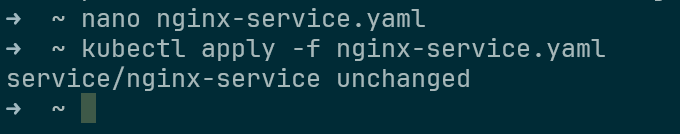 → ~ nano nginx-service.yaml
→ ~ kubectl apply -f nginx-service.yaml
service/nginx-service unchanged
→ ~